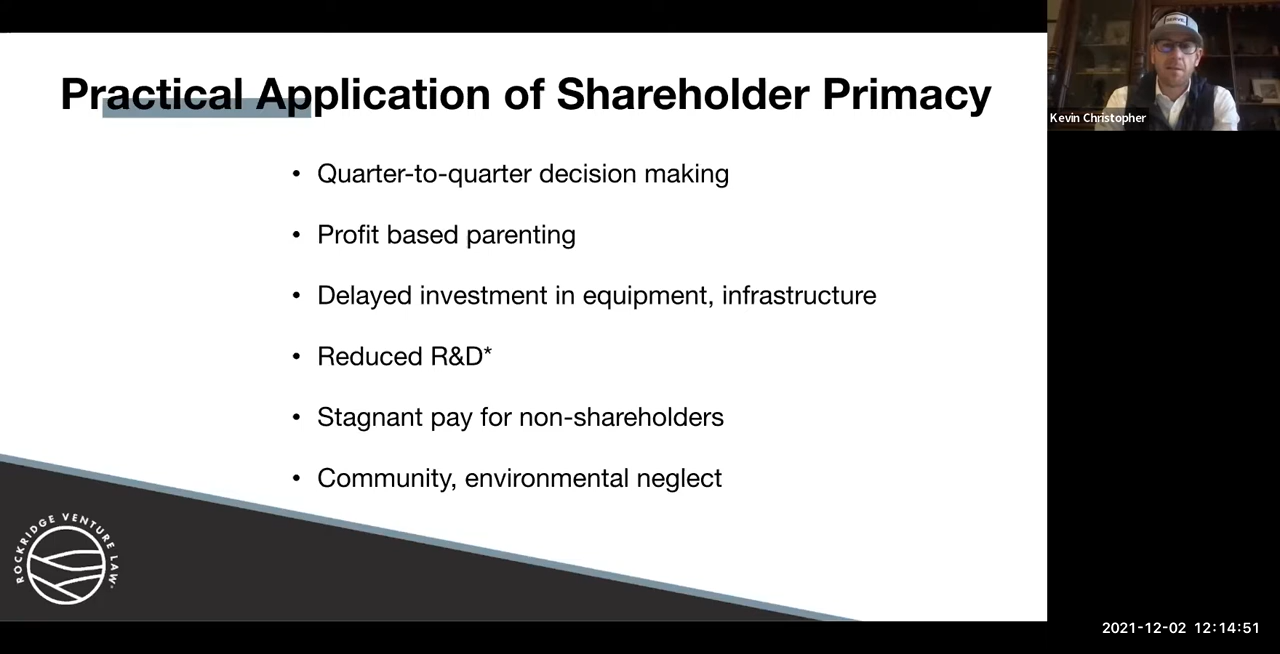 Practical Application of Shareholder Primacy
• Quarter-to-quarter decision making
• Profit based parenting
• Delayed investment in equipment, infrastructure
• Reduced R&D*
• Stagnant pay for non-shareholders
• Community, environmental neglect
ROCKRIDGE VENTURE LAW
SERVE
Kevin Christopher
2021-12-02 12:14:51